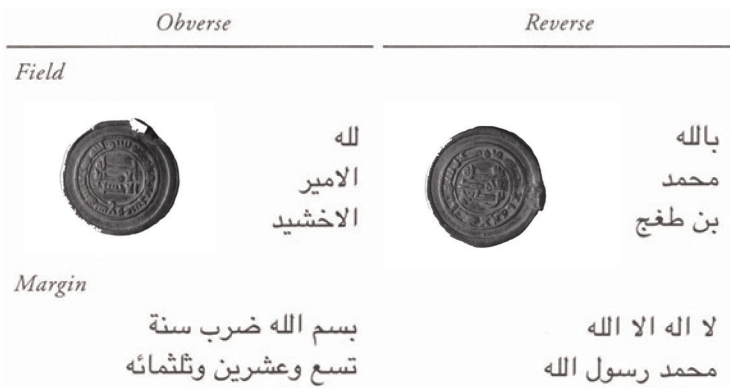 Obverse
Reverse
Field
لله
الامير
الاخشيد
بالله
محمد
بن طغج
Margin
بسم الله ضرب سنة
تسع وعشرين وثلثمائه
لا اله الا الله
محمد رسول الله